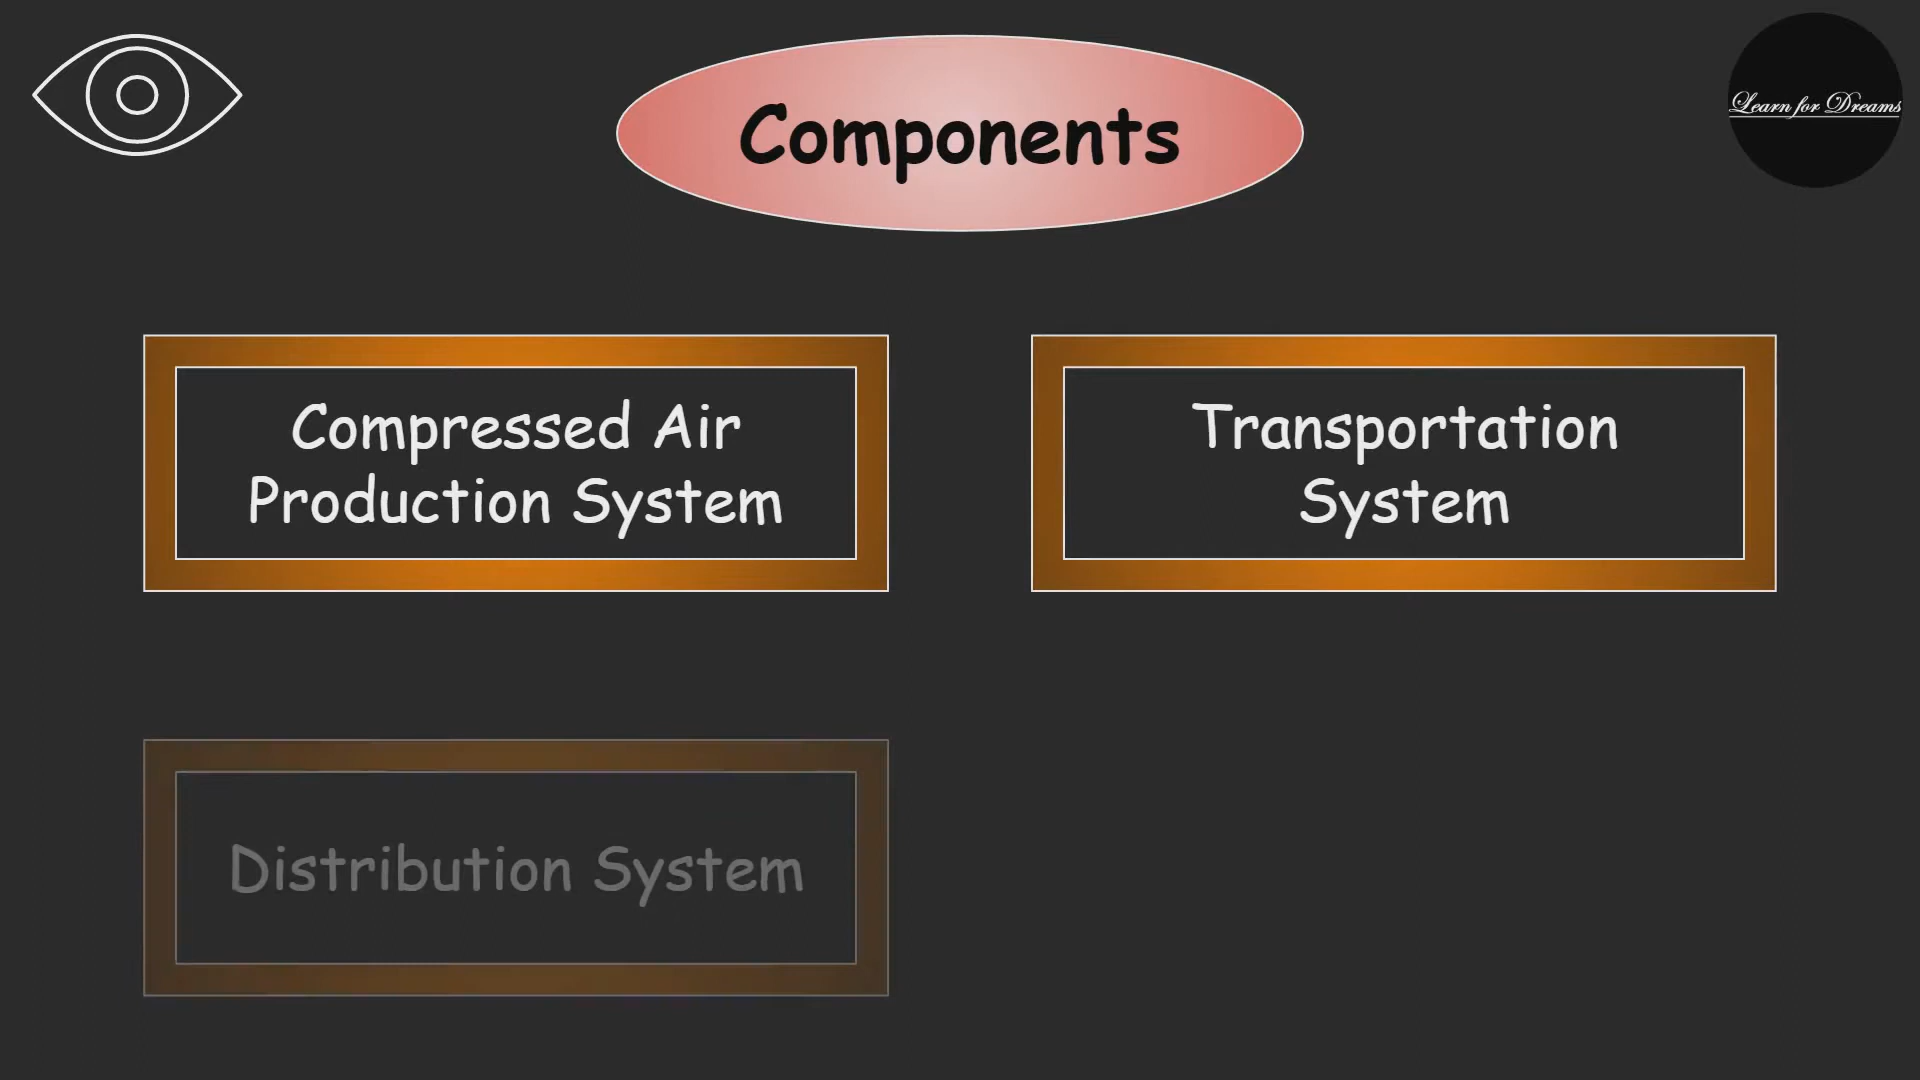 Components
Learn for Dreams
Compressed Air
Production System
Transportation
System
Distribution System